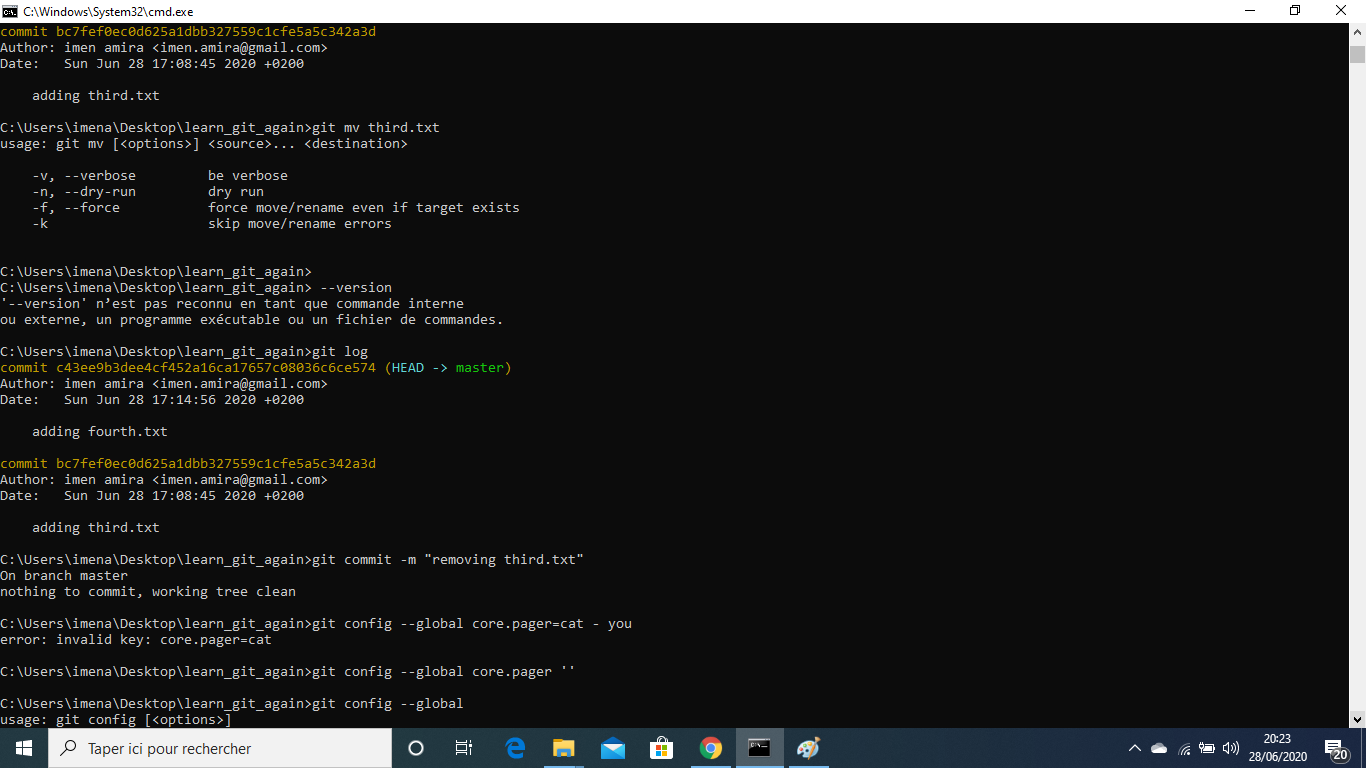 C:\Windows\System32\cmd.exe
commit bc7fef0ec0d625a1dbb327559c1cfe5a5c342a3d
Author: imen amira <imen.amira@gmail.com>
Date:   Sun Jun 28 17:08:45 2020 +0200
    adding third.txt
C:\Users\imena\Desktop\learn_git_again>git mv third.txt
usage: git mv [<options>] <source>... <destination>
    -v, --verbose         be verbose
    -n, --dry-run         dry run
    -f, --force           force move/rename even if target exists
    -k                    skip move/rename errors
C:\Users\imena\Desktop\learn_git_again>
C:\Users\imena\Desktop\learn_git_again> --version
'--version' n’est pas reconnu en tant que commande interne
ou externe, un programme exécutable ou un fichier de commandes.
C:\Users\imena\Desktop\learn_git_again>git log
commit c43ee9b3dee4cf452a16ca17657c08036c6ce574 (HEAD -> master)
Author: imen amira <imen.amira@gmail.com>
Date:   Sun Jun 28 17:14:56 2020 +0200
    adding fourth.txt
commit bc7fef0ec0d625a1dbb327559c1cfe5a5c342a3d
Author: imen amira <imen.amira@gmail.com>
Date:   Sun Jun 28 17:08:45 2020 +0200
    adding third.txt
C:\Users\imena\Desktop\learn_git_again>git commit -m "removing third.txt"
On branch master
nothing to commit, working tree clean
C:\Users\imena\Desktop\learn_git_again>git config --global core.pager=cat - you
error: invalid key: core.pager=cat
C:\Users\imena\Desktop\learn_git_again>git config --global core.pager ''
C:\Users\imena\Desktop\learn_git_again>git config --global
usage: git config [<options>]
Taper ici pour rechercher
20:23
28/06/2020
20